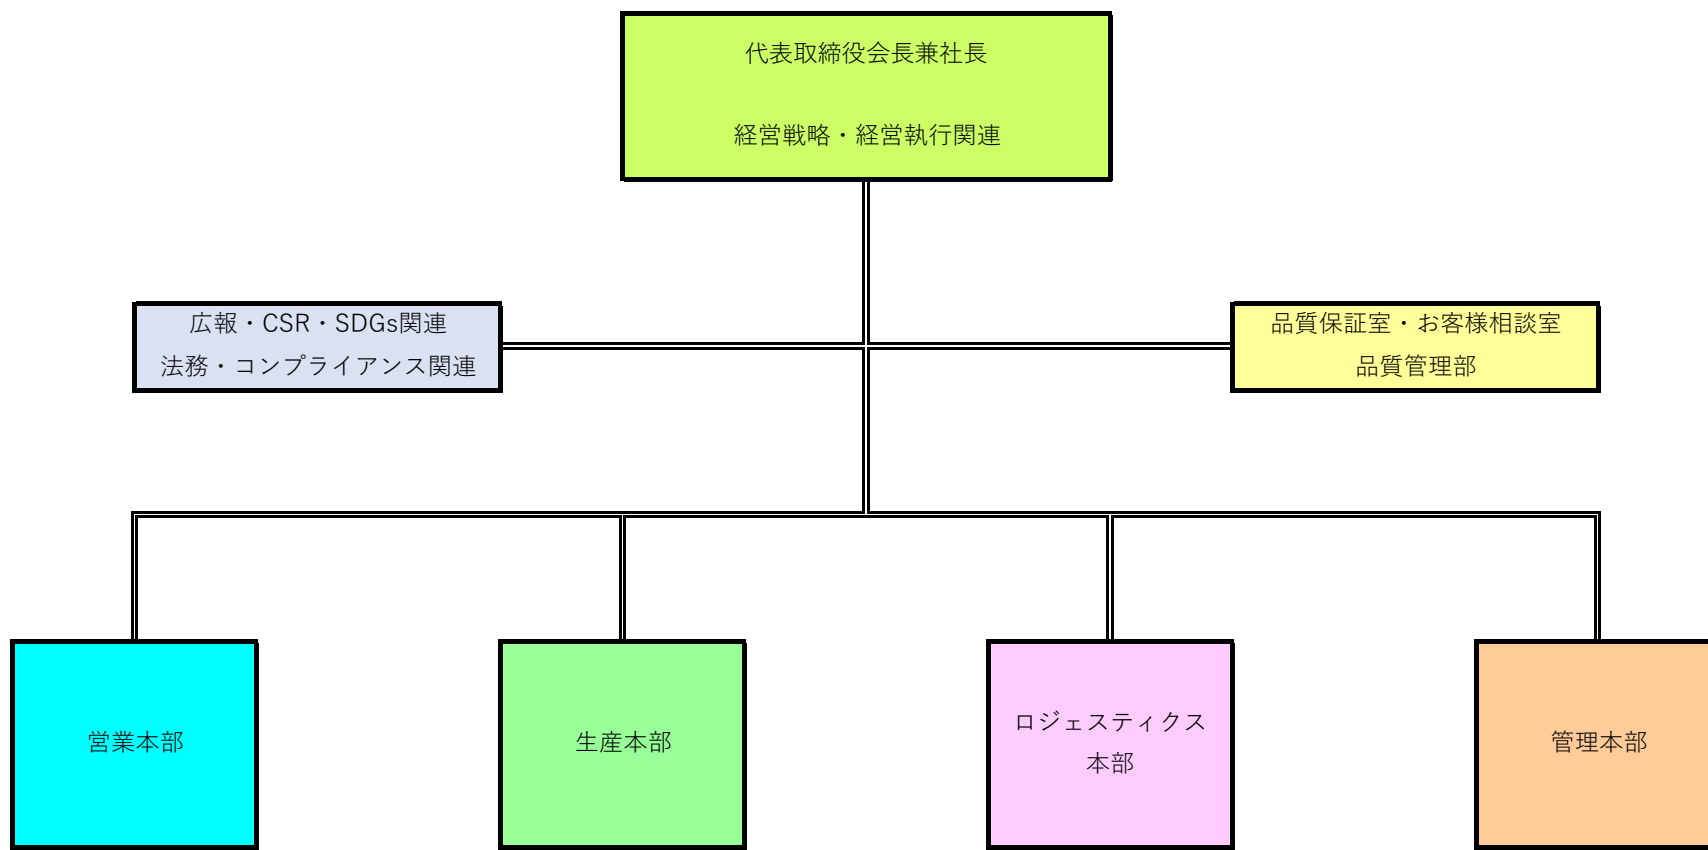 代表取締役会長兼社長
経営戦略・経営執行関連
広報・CSR・SDGs関連
法務・コンプライアンス関連
品質保証室・お客様相談室
品質管理部
営業本部
生産本部
ロジェスティクス
本部
管理本部